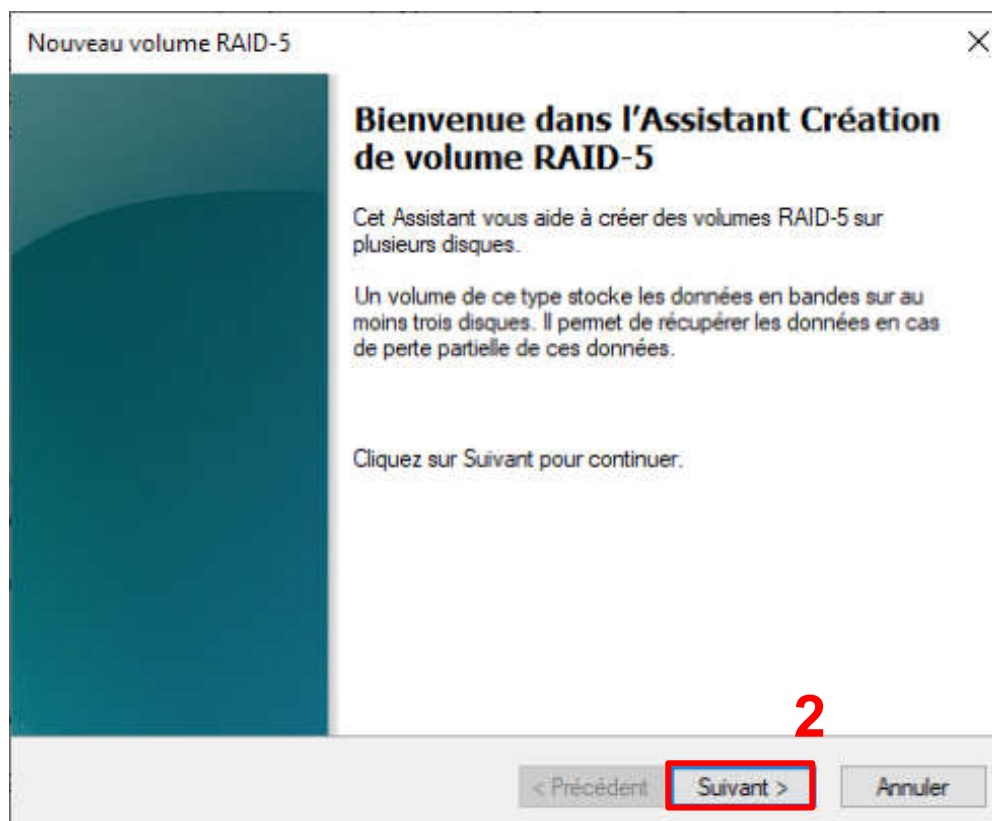 Nouveau volume RAID-5
Bienvenue dans l'Assistant Création
de volume RAID-5
Cet Assistant vous aide à créer des volumes RAID-5 sur
plusieurs disques.
Un volume de ce type stocke les données en bandes sur au
moins trois disques. Il permet de récupérer les données en cas
de perte partielle de ces données.
Cliquez sur Suivant pour continuer.
2
< Précédent Suivant > Annuler